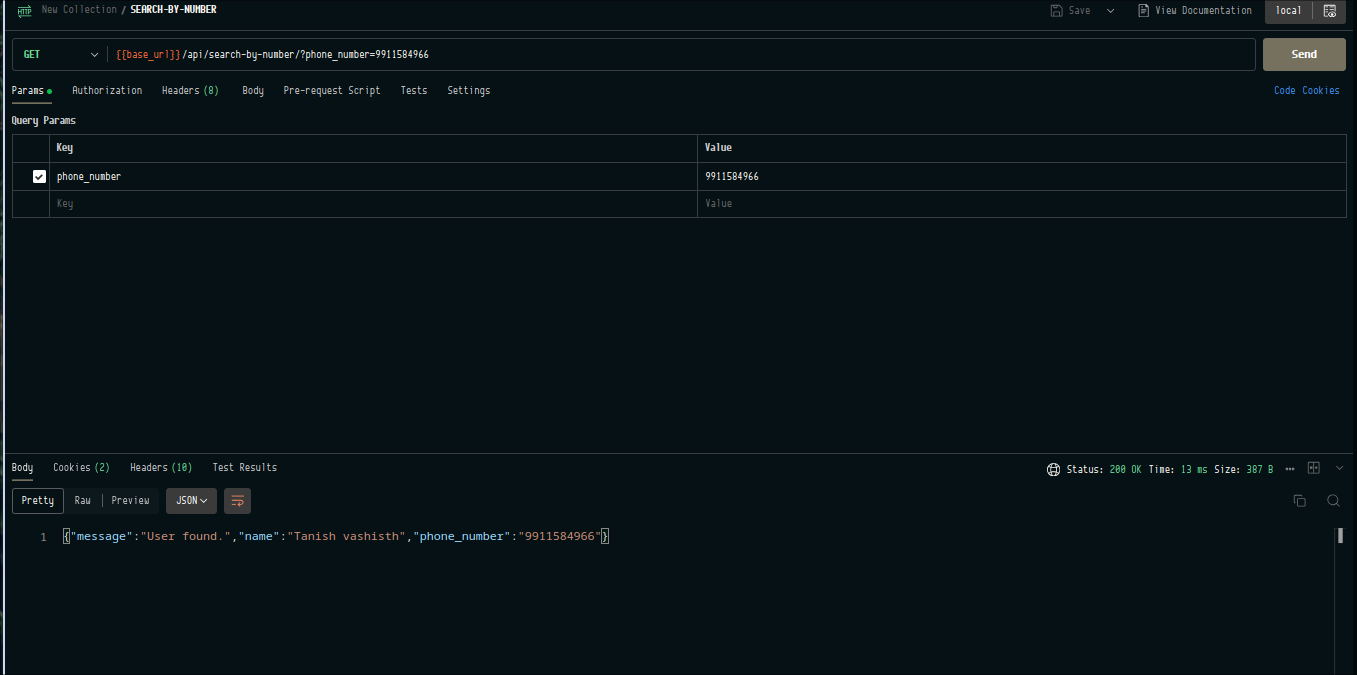 HTTP New Collection / SEARCH-BY-NUMBER Save View Documentation local
GET {{base_url}}/api/search-by-number/?phone_number=9911584966 Send
Params Authorization Headers (8) Body Pre-request Script Tests Settings Code Cookies
Query Params
Key Value
phone_number 9911584966
Key Value
Body Cookies (2) Headers (10) Test Results Status: 200 OK Time: 13 ms Size: 387 B
Pretty Raw Preview JSON
1 {"message":"User found.","name":"Tanish vashisth","phone_number":"9911584966"}